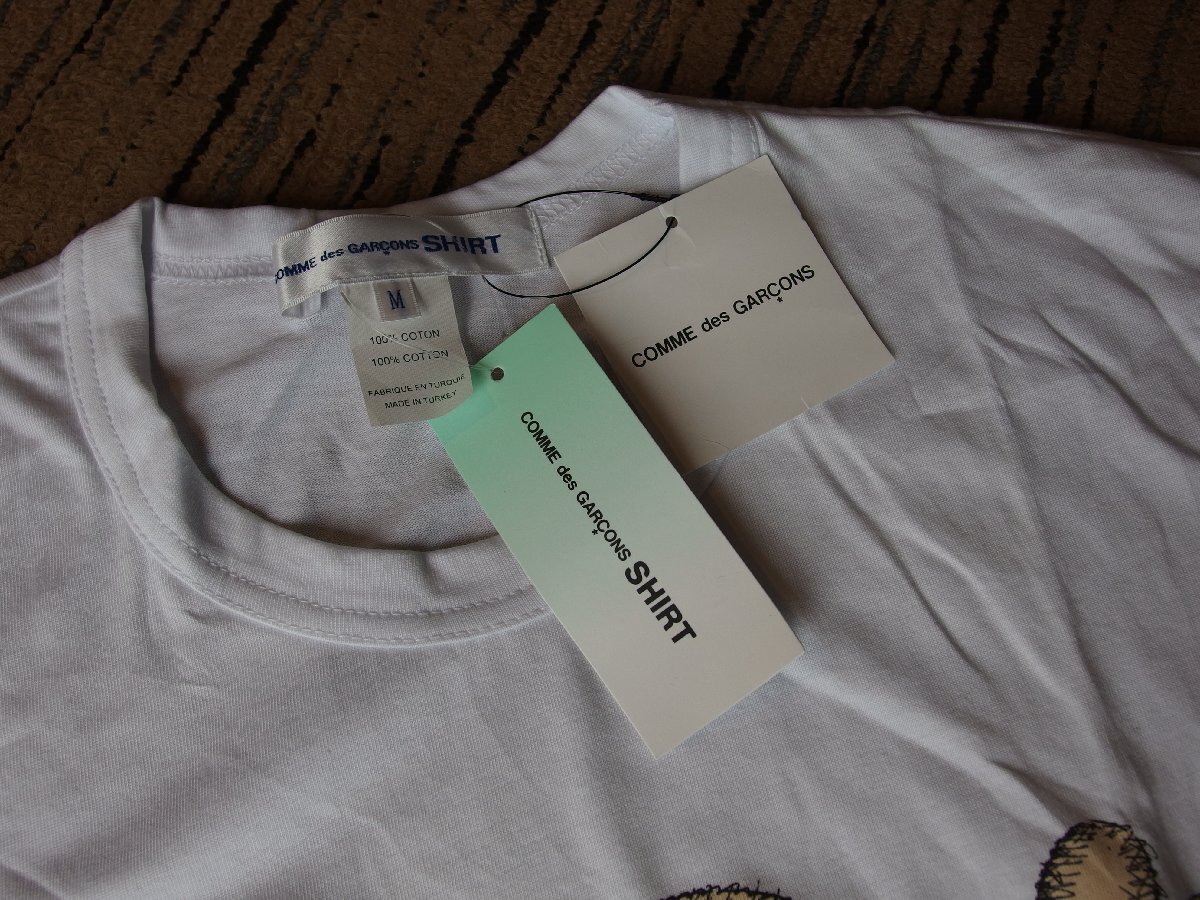 COMME des GARÇONS SHIRT
M
100% COTON
100% COTTON
FABRIQUE EN TURQUIE
MADE IN TURKEY
COMME des GARÇONS
COMME des GARÇONS SHIRT